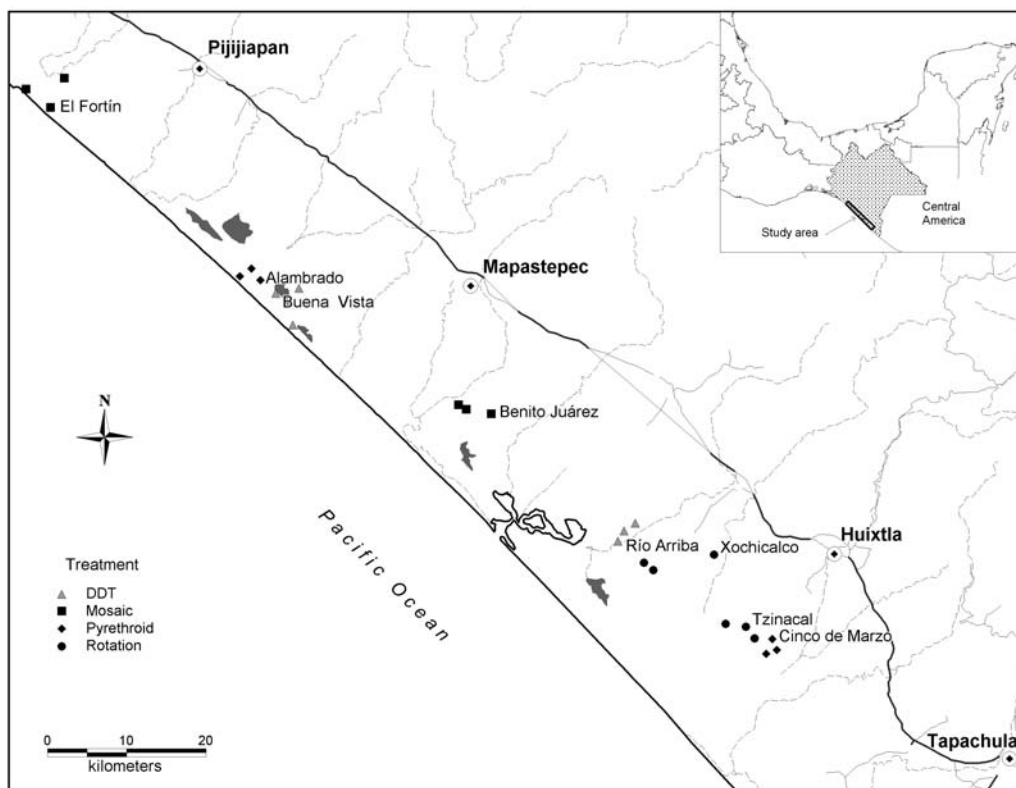 Pijijiapan
El Fortín
Central
America
Study area
Mapastepec
Alambrado
Buena Vista
Benito Juárez
N
Pacific Ocean
Río Arriba
Xochicalco
Huixtla
Tzinacal
Cinco de Marzo
Treatment
DDT
Mosaic
Pyrethroid
Rotation
Tapachula
0 10 20
kilometers